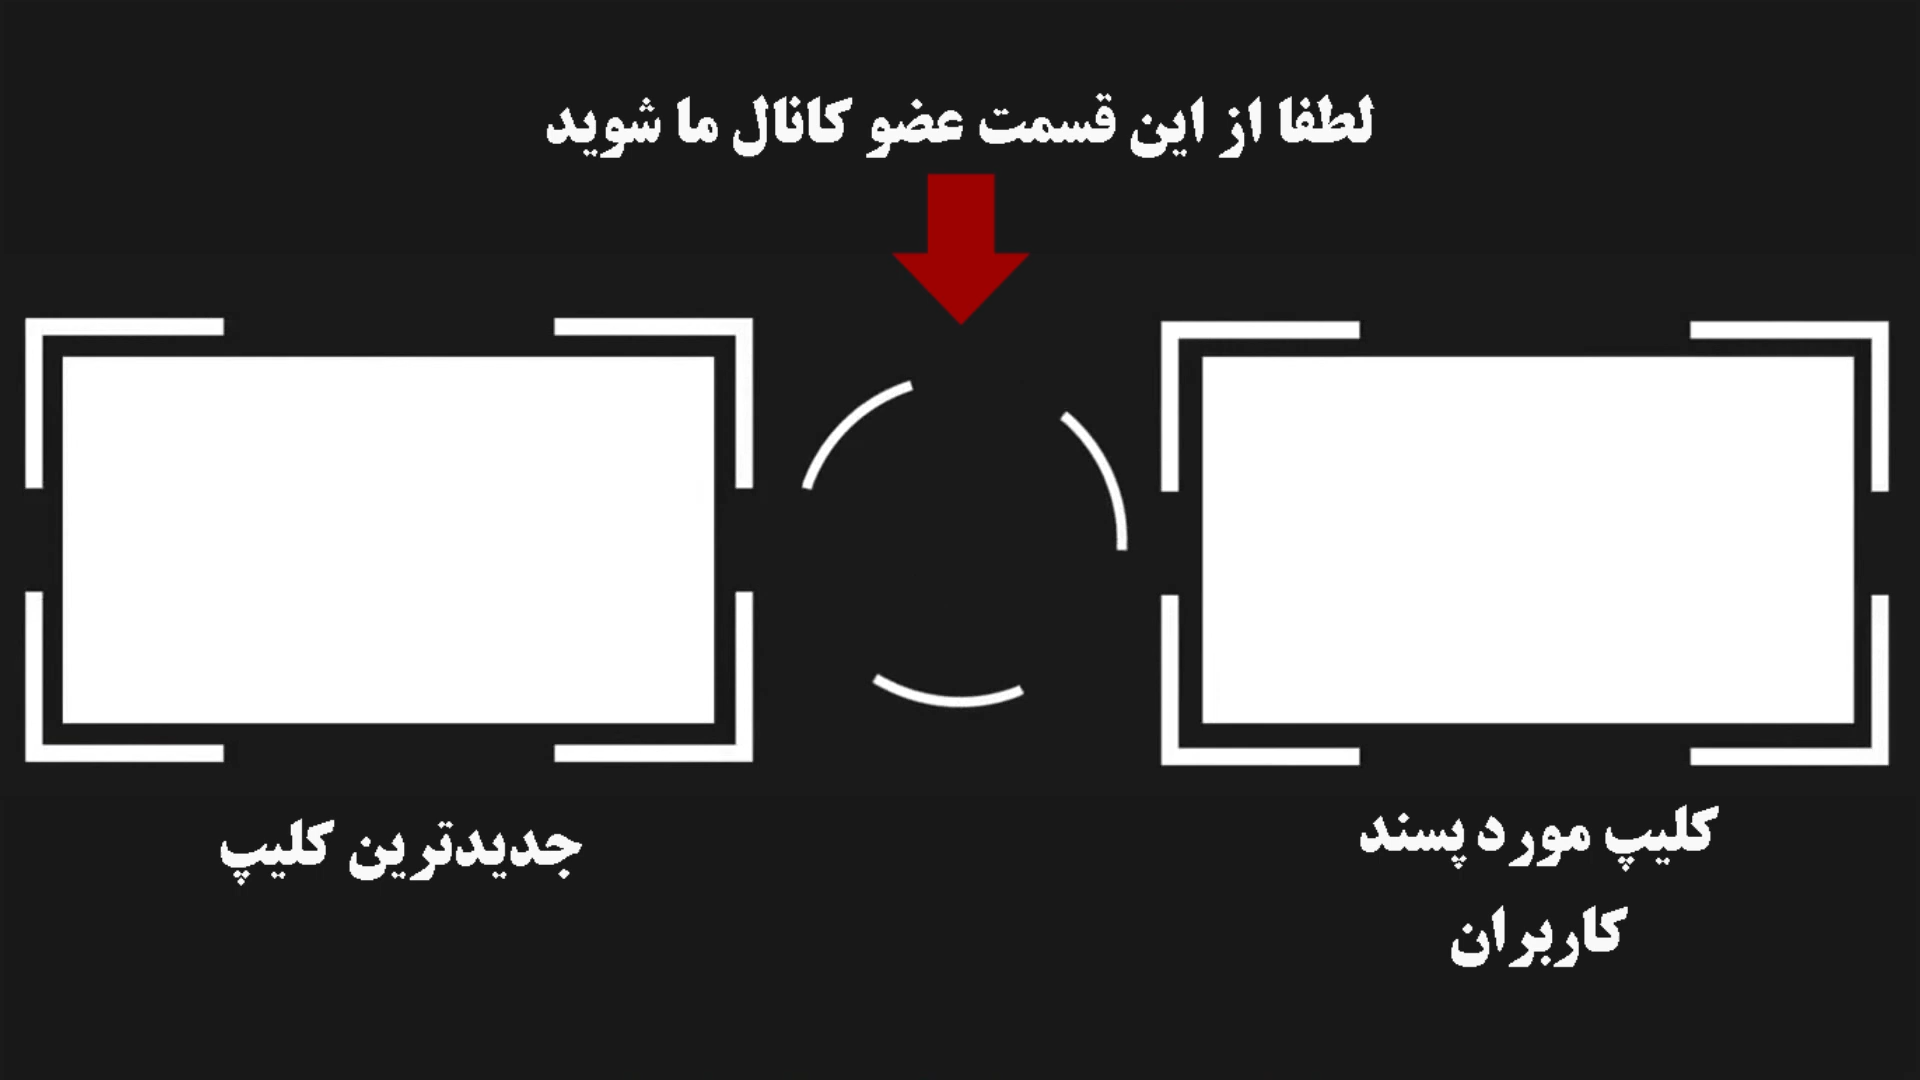 لطفا از این قسمت عضو کانال ما شوید
کلیپ مورد پسند
کاربران
جدیدترین کلیپ